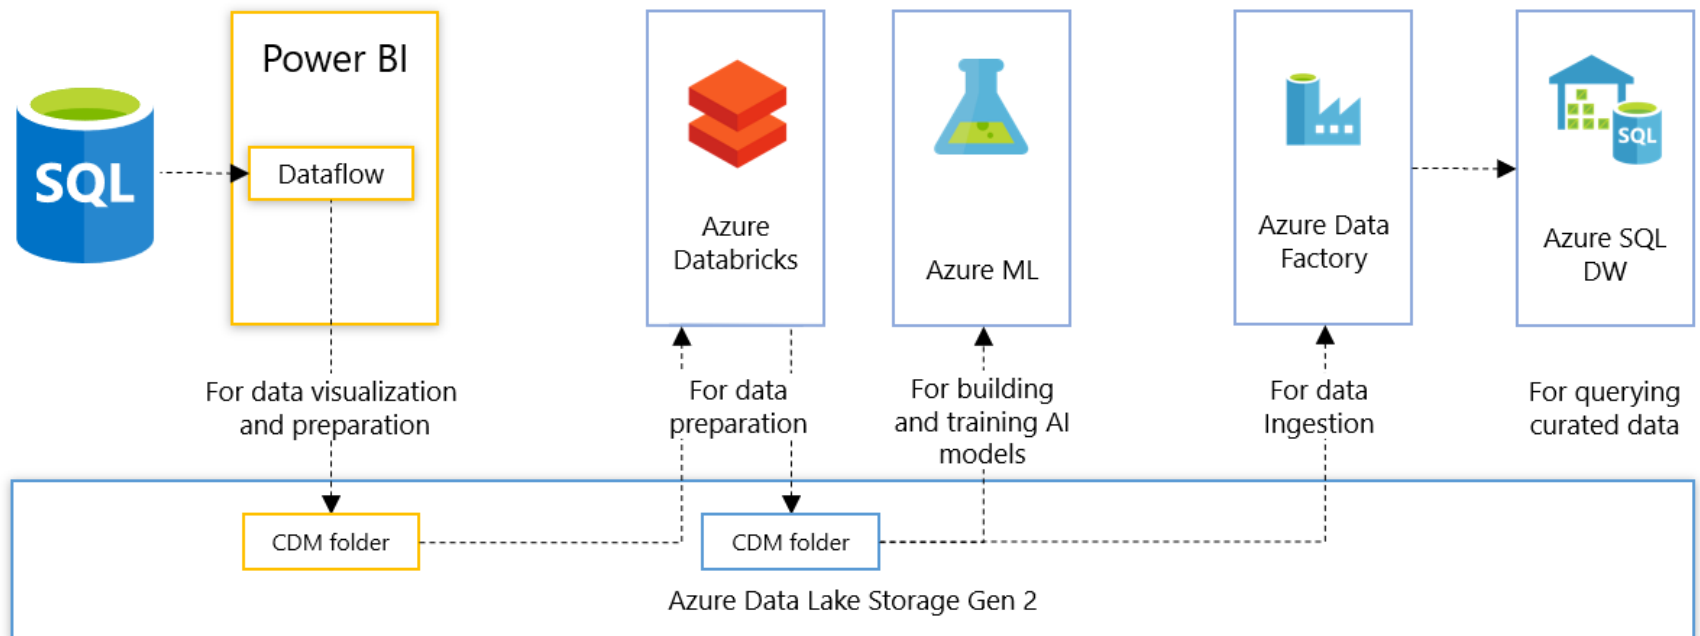 SQL
Power BI
Dataflow
For data visualization
and preparation
Azure
Databricks
For data
preparation
Azure ML
For building
and training AI
models
Azure Data
Factory
For data
Ingestion
SQL
Azure SQL
DW
For querying
curated data
CDM folder
CDM folder
Azure Data Lake Storage Gen 2